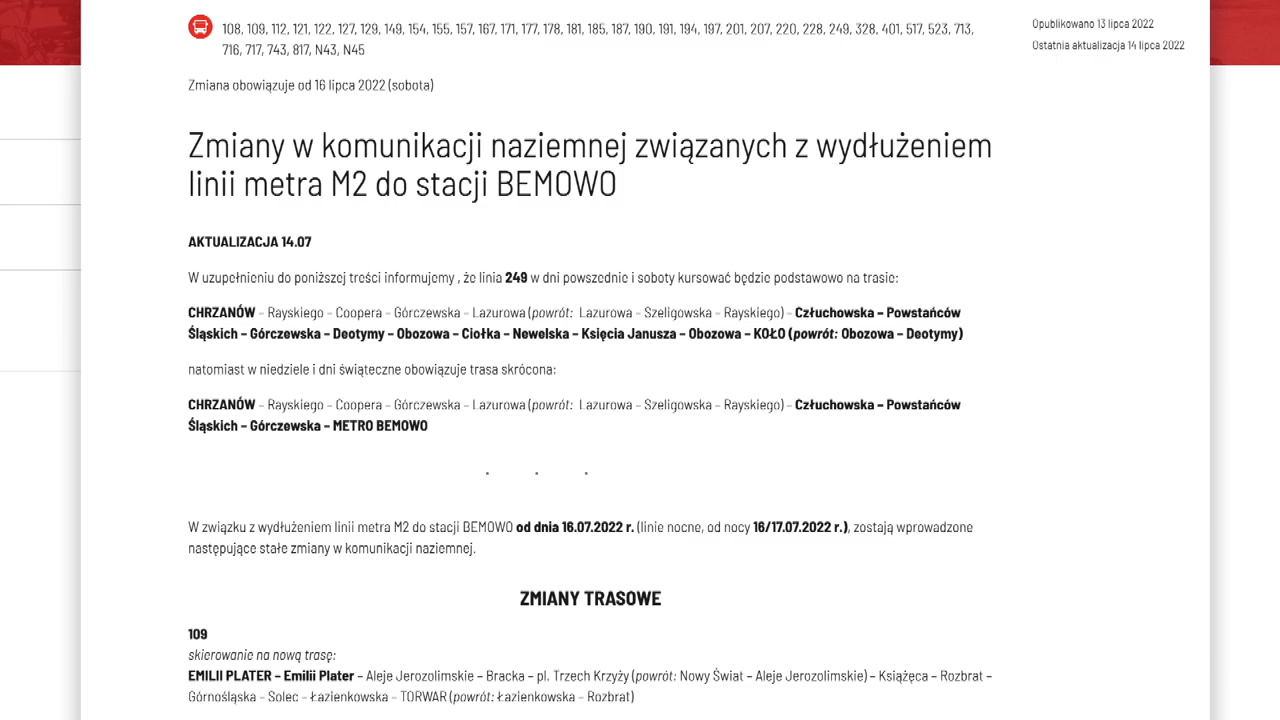 108, 109, 112, 121, 122, 127, 129, 149, 154, 155, 157, 167, 171, 177, 178, 181, 185, 187, 190, 191, 194, 197, 201, 207, 220, 228, 249, 328, 401, 517, 523, 713,
716, 717, 743, 817, N43, N45
Opublikowano 13 lipca 2022
Ostatnia aktualizacja 14 lipca 2022
Zmiana obowiązuje od 16 lipca 2022 (sobota)
Zmiany w komunikacji naziemnej związanych z wydłużeniem
linii metra M2 do stacji BEMOWO
AKTUALIZACJA 14.07
W uzupełnieniu do poniższej treści informujemy , że linia 249 w dni powszednie i soboty kursować będzie podstawowo na trasie:
CHRZANÓW – Rayskiego – Coopera – Górczewska – Lazurowa (powrót: Lazurowa – Szeligowska – Rayskiego) – Człuchowska – Powstańców
Śląskich – Górczewska – Deotymy – Obozowa – Ciołka – Newelska – Księcia Janusza – Obozowa – KOŁO (powrót: Obozowa – Deotymy)
natomiast w niedziele i dni świąteczne obowiązuje trasa skrócona:
CHRZANÓW – Rayskiego – Coopera – Górczewska – Lazurowa (powrót: Lazurowa – Szeligowska – Rayskiego) – Człuchowska – Powstańców
Śląskich – Górczewska – METRO BEMOWO
. . .
W związku z wydłużeniem linii metra M2 do stacji BEMOWO od dnia 16.07.2022 r. (linie nocne, od nocy 16/17.07.2022 r.), zostają wprowadzone
następujące stałe zmiany w komunikacji naziemnej.
ZMIANY TRASOWE
109
skierowanie na nową trasę:
EMILII PLATER – Emilii Plater – Aleje Jerozolimskie – Bracka – pl. Trzech Krzyży (powrót: Nowy Świat – Aleje Jerozolimskie) – Książęca – Rozbrat –
Górnośląska – Solec – Łazienkowska – TORWAR (powrót: Łazienkowska – Rozbrat)